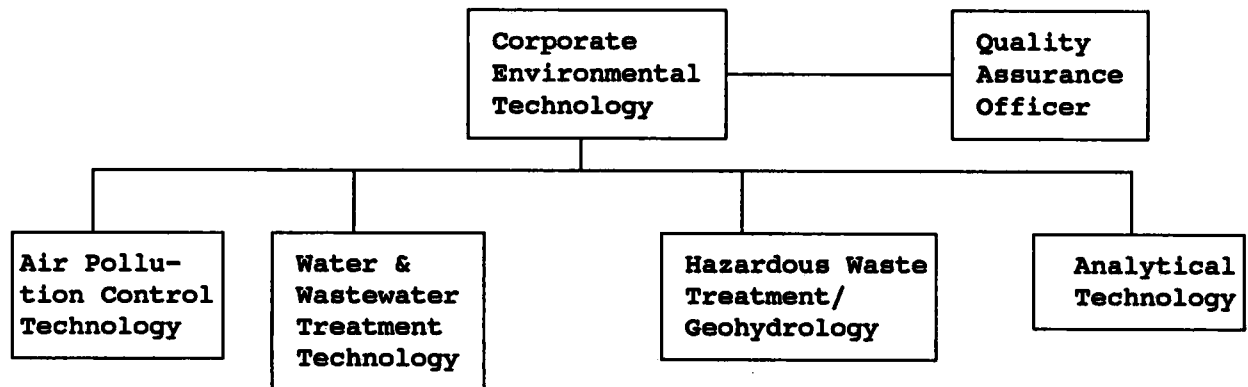 Corporate
Environmental
Technology
Quality
Assurance
Officer
Air Pollu-
tion Control
Technology
Water &
Wastewater
Treatment
Technology
Hazardous Waste
Treatment/
Geohydrology
Analytical
Technology